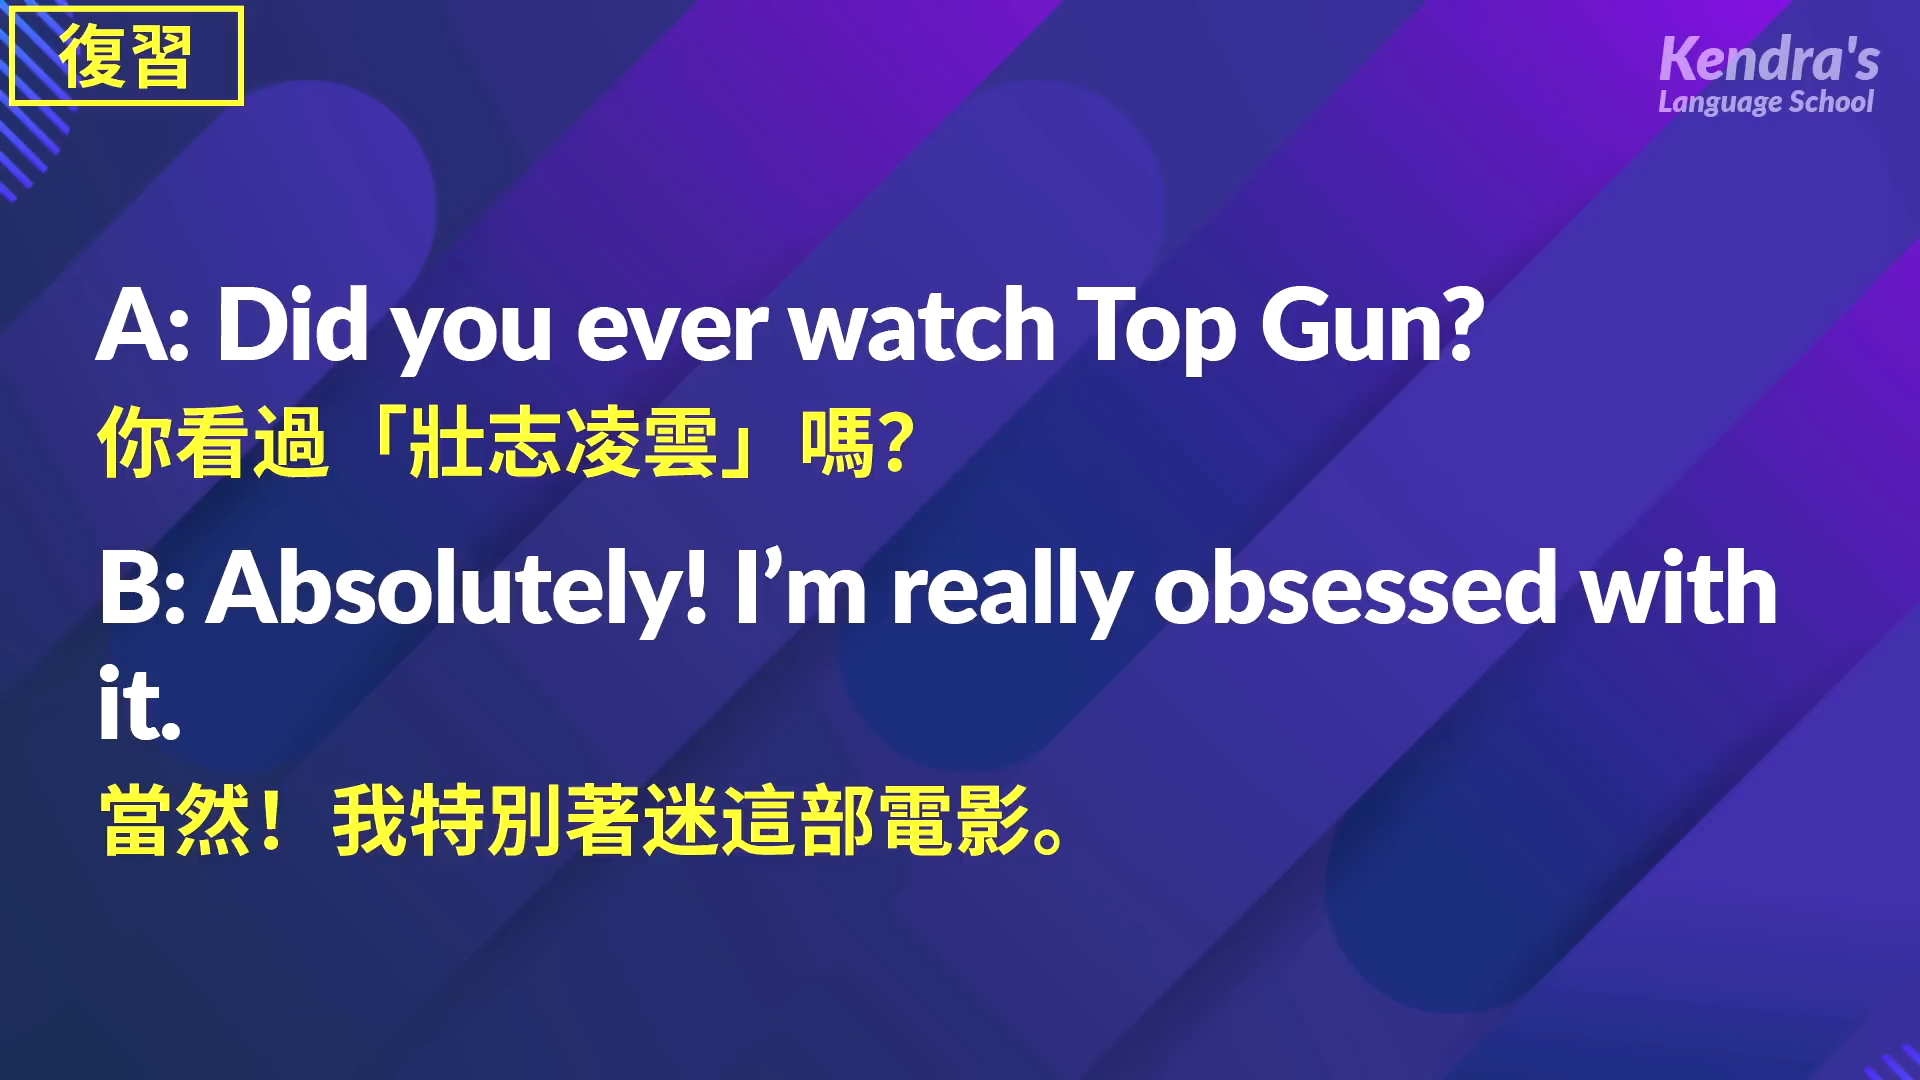 復習
Kendra's
Language School
A: Did you ever watch Top Gun?
你看過「壯志凌雲」嗎？
B: Absolutely! I’m really obsessed with
it.
當然！我特別著迷這部電影。